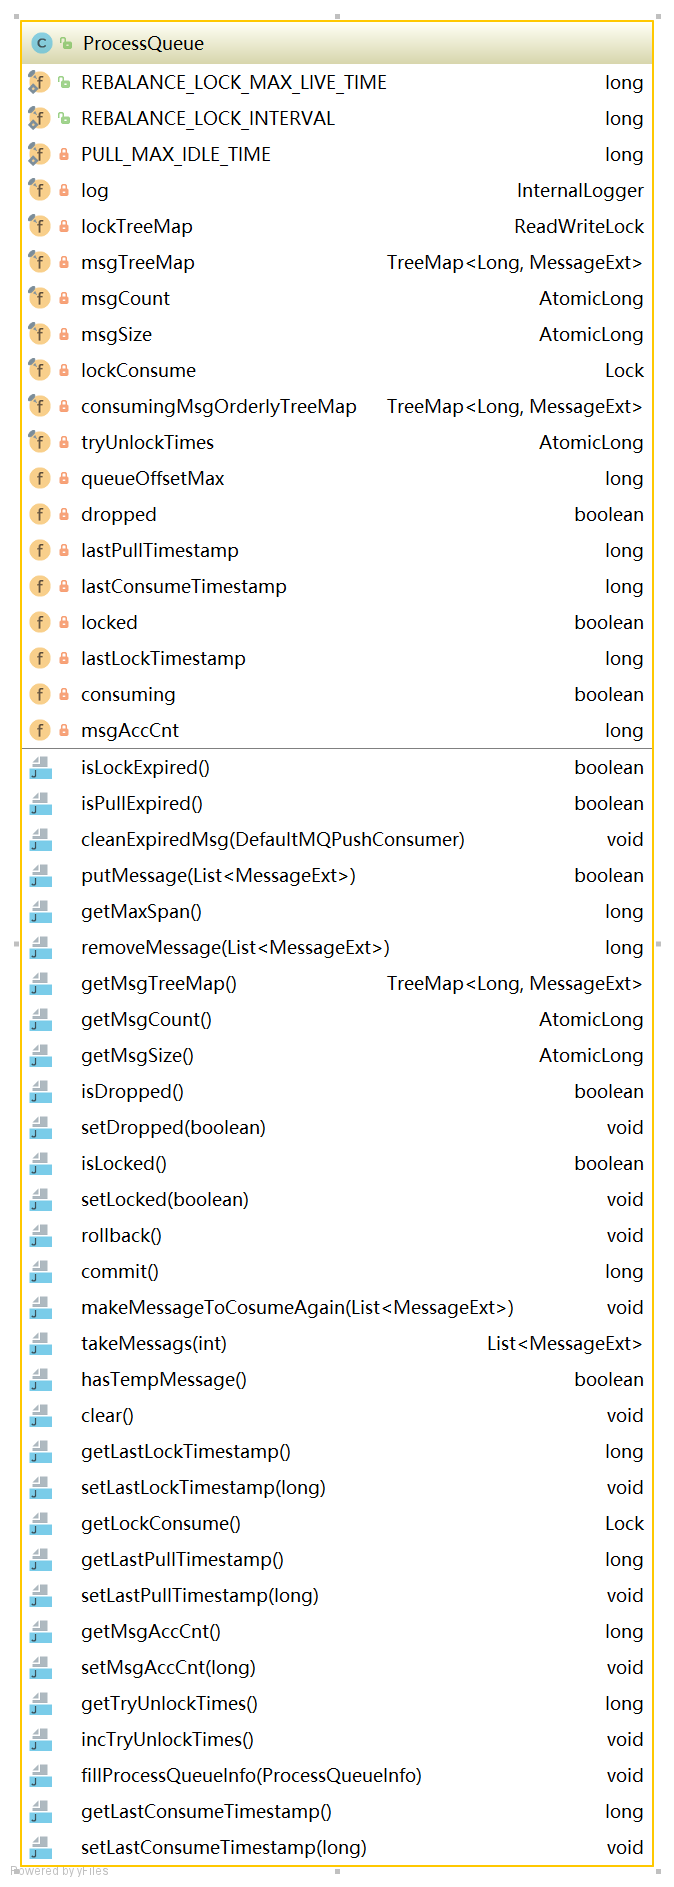 ProcessQueue
REBALANCE_LOCK_MAX_LIVE_TIME long
REBALANCE_LOCK_INTERVAL long
PULL_MAX_IDLE_TIME long
log InternalLogger
lockTreeMap ReadWriteLock
msgTreeMap TreeMap<Long, MessageExt>
msgCount AtomicLong
msgSize AtomicLong
lockConsume Lock
consumingMsgOrderlyTreeMap TreeMap<Long, MessageExt>
tryUnlockTimes AtomicLong
queueOffsetMax long
dropped boolean
lastPullTimestamp long
lastConsumeTimestamp long
locked boolean
lastLockTimestamp long
consuming boolean
msgAccCnt long
isLockExpired() boolean
isPullExpired() boolean
cleanExpiredMsg(DefaultMQPushConsumer) void
putMessage(List<MessageExt>) boolean
getMaxSpan() long
removeMessage(List<MessageExt>) long
getMsgTreeMap() TreeMap<Long, MessageExt>
getMsgCount() AtomicLong
getMsgSize() AtomicLong
isDropped() boolean
setDropped(boolean) void
isLocked() boolean
setLocked(boolean) void
rollback() void
commit() long
makeMessageToCosumeAgain(List<MessageExt>) void
takeMessags(int) List<MessageExt>
hasTempMessage() boolean
clear() void
getLastLockTimestamp() long
setLastLockTimestamp(long) void
getLockConsume() Lock
getLastPullTimestamp() long
setLastPullTimestamp(long) void
getMsgAccCnt() long
setMsgAccCnt(long) void
getTryUnlockTimes() long
incTryUnlockTimes() void
fillProcessQueueInfo(ProcessQueueInfo) void
getLastConsumeTimestamp() long
setLastConsumeTimestamp(long) void
Powered by yFiles